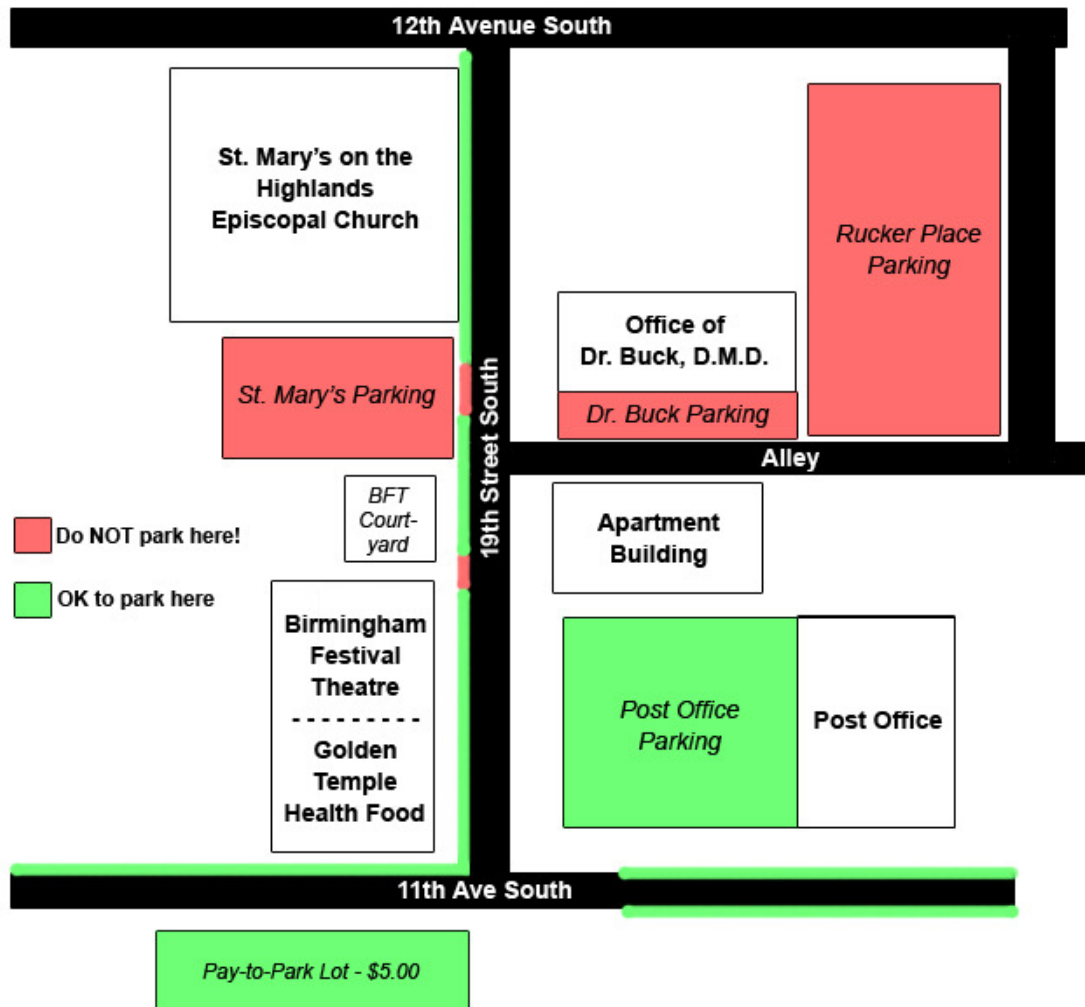 12th Avenue South
St. Mary's on the
Highlands
Episcopal Church
Rucker Place
Parking
Office of
Dr. Buck, D.M.D.
St. Mary's Parking
Dr. Buck Parking
19th Street South
Alley
BFT
Court-
yard
Apartment
Building
Do NOT park here!
OK to park here
Birmingham
Festival
Theatre
---------
Golden
Temple
Health Food
Post Office
Parking
Post Office
11th Ave South
Pay-to-Park Lot - $5.00